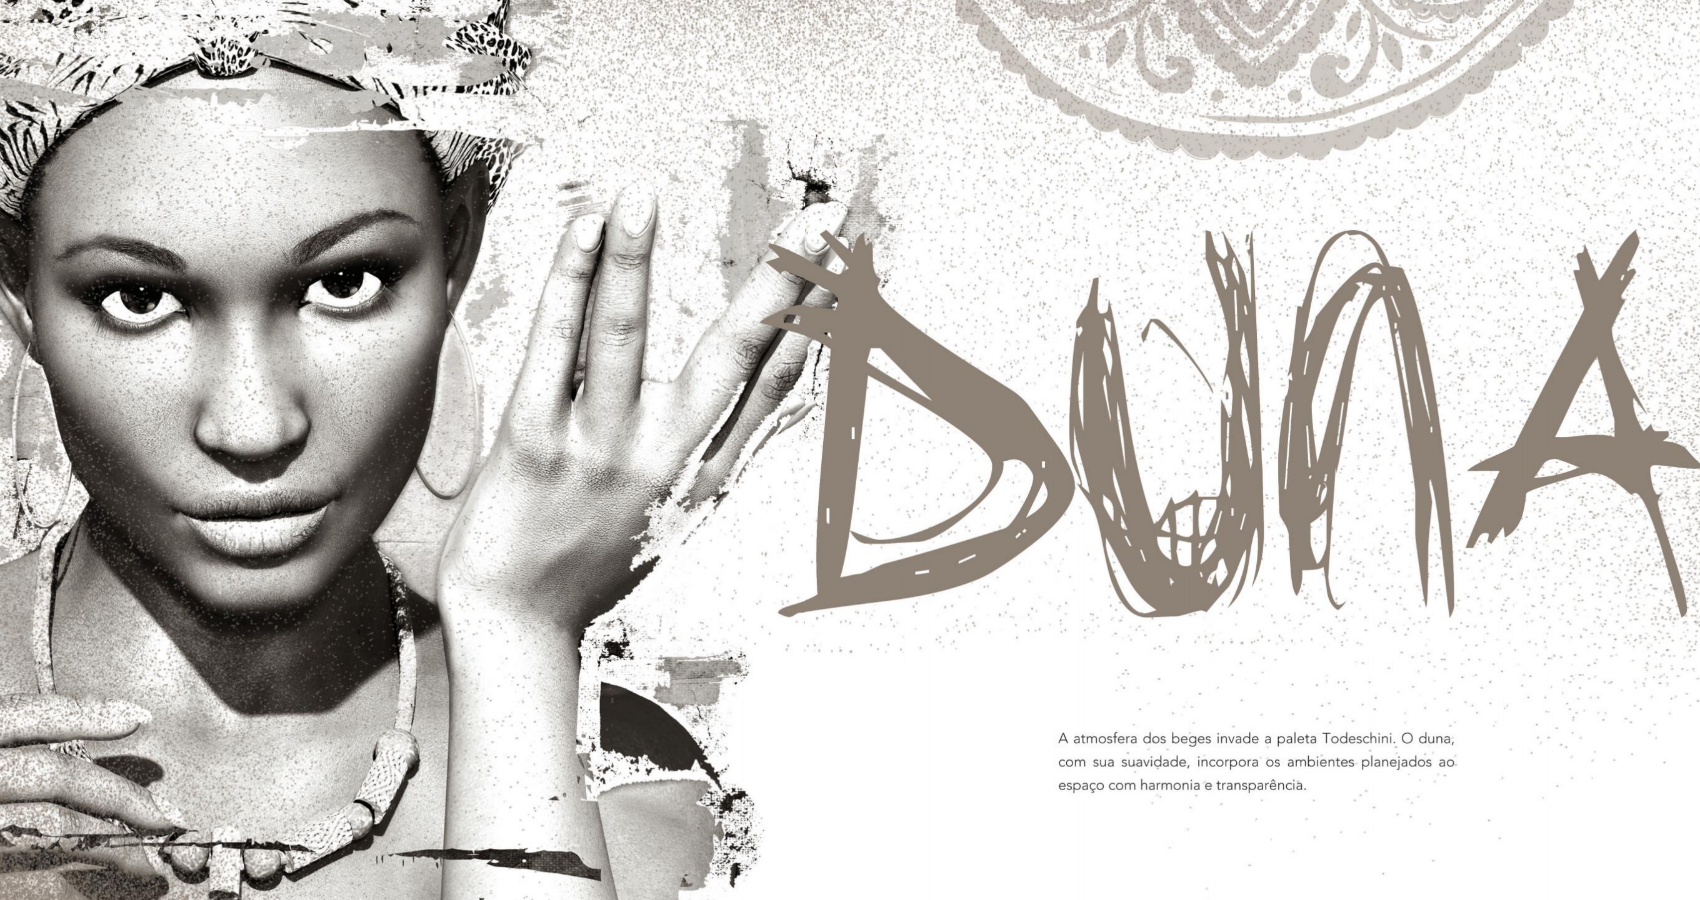 DUNA
A atmosfera dos beges invade a paleta Todeschini. O duna,
com sua suavidade, incorpora os ambientes planejados ao
espaço com harmonia e transparência.